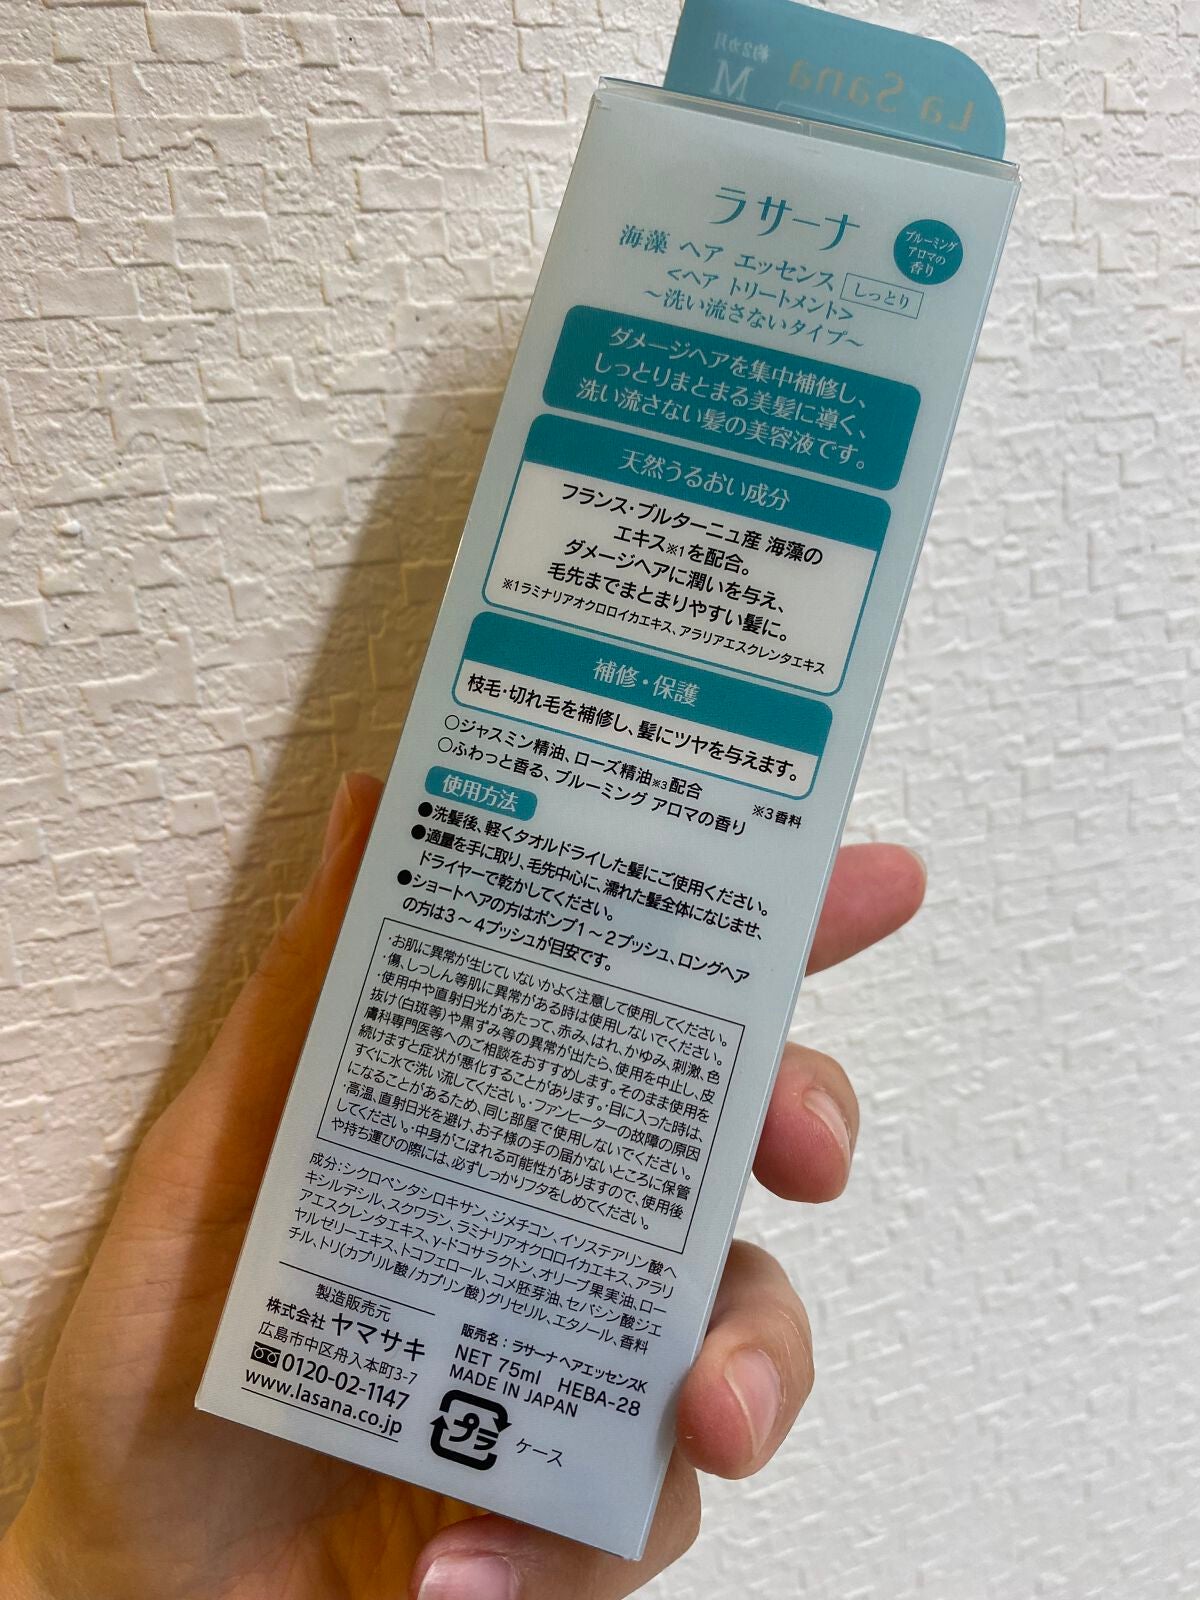 La Sana
約2カ月
M
ラサーナ
海藻 ヘア エッセンス
しっとり
<ヘア トリートメント>
～洗い流さないタイプ～
ブルーミング
アロマの
香り
ダメージヘアを集中補修し、
しっとりまとまる美髪に導く、
洗い流さない髪の美容液です。
天然うるおい成分
フランス・ブルターニュ産 海藻の
エキス※1を配合。
ダメージヘアに潤いを与え、
毛先までまとまりやすい髪に。
※1ラミナリアオクロロイカエキス、アラリアエスクレンタエキス
補修・保護
枝毛・切れ毛を補修し、髪にツヤを与えます。
○ジャスミン精油、ローズ精油※3配合
○ふわっと香る、ブルーミング アロマの香り
※3香料
使用方法
●洗髪後、軽くタオルドライした髪にご使用ください。
●適量を手に取り、毛先中心に、濡れた髪全体になじませ、
ドライヤーで乾かしてください。
●ショートヘアの方はポンプ1～2プッシュ、ロングヘア
の方は3～4プッシュが目安です。
・お肌に異常が生じていないかよく注意して使用してください。
・傷、しっしん等肌に異常がある時は使用しないでください。
・使用中や直射日光があたって、赤み、はれ、かゆみ、刺激、色
抜け(白斑等)や黒ずみ等の異常が出たら、使用を中止し、皮
膚科専門医等へのご相談をおすすめします。そのまま使用を
続けますと症状が悪化することがあります。・目に入った時は、
すぐに水で洗い流してください。・ファンヒーターの故障の原因
になることがあるため、同じ部屋で使用しないでください。
・高温、直射日光を避け、お子様の手の届かないところに保管
してください。・中身がこぼれる可能性がありますので、使用後
や持ち運びの際には、必ずしっかりフタをしめてください。
成分：シクロペンタシロキサン、ジメチコン、イソステアリン酸ヘ
キシルデシル、スクワラン、ラミナリアオクロロイカエキス、アラリ
アエスクレンタエキス、γ-ドコサラクトン、オリーブ果実油、ロー
ヤルゼリーエキス、トコフェロール、コメ胚芽油、セバシン酸ジエ
チル、トリ(カプリル酸/カプリン酸)グリセリル、エタノール、香料
製造販売元
株式会社 ヤマサキ
広島市中区舟入本町3-7
0120-02-1147
www.lasana.co.jp
販売名：ラサーナ ヘアエッセンスK
NET 75ml HEBA-28
MADE IN JAPAN
プラ
ケース